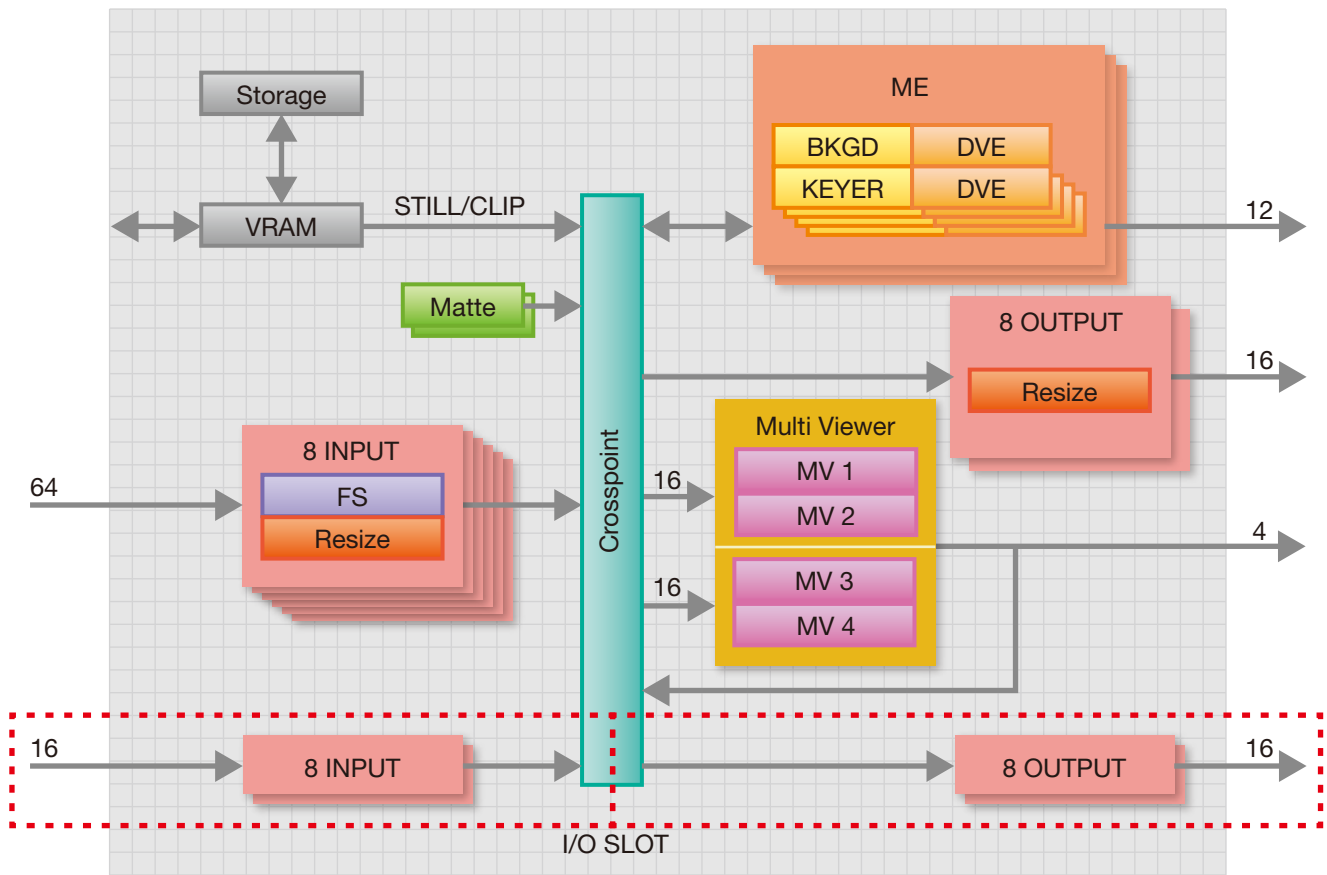 Storage
VRAM
STILL/CLIP
Matte
64
8 INPUT
FS
Resize
16
8 INPUT
Crosspoint
I/O SLOT
ME
BKGD
DVE
KEYER
DVE
12
8 OUTPUT
Resize
16
Multi Viewer
16
MV 1
MV 2
4
16
MV 3
MV 4
8 OUTPUT
16